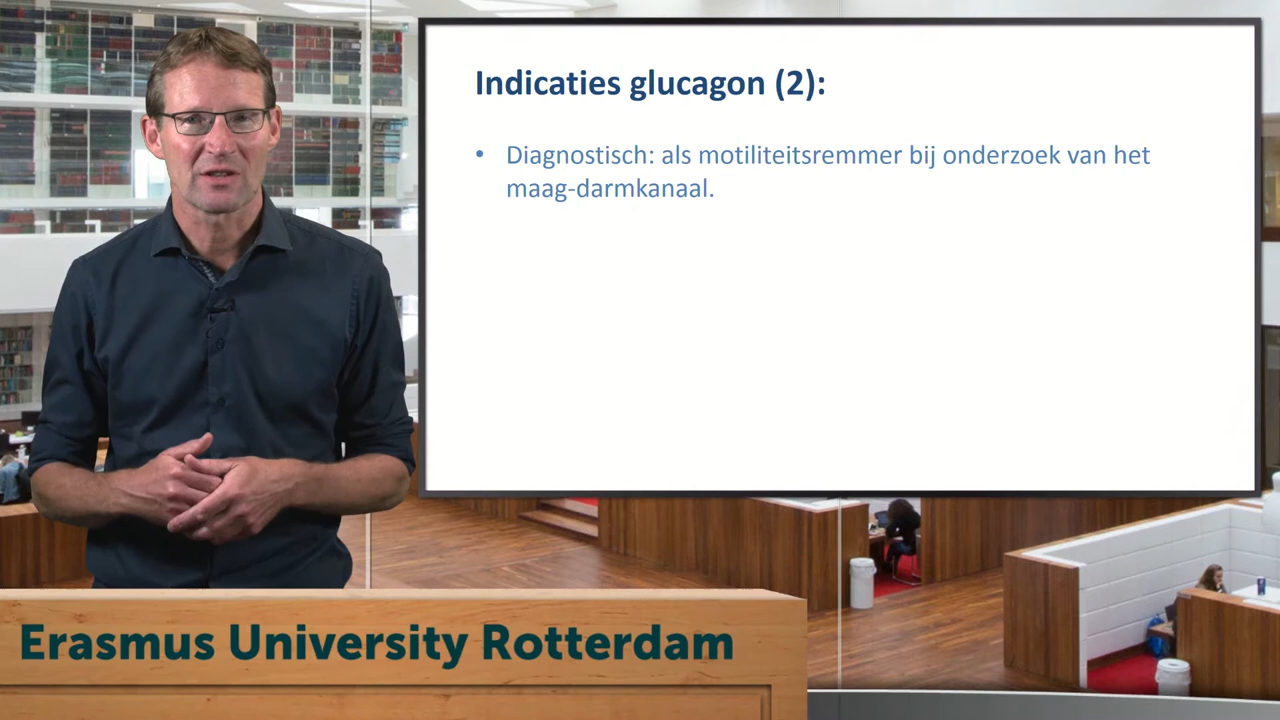 Indicaties glucagon (2):
• Diagnostisch: als motiliteitsremmer bij onderzoek van het
maag-darmkanaal.
Erasmus University Rotterdam